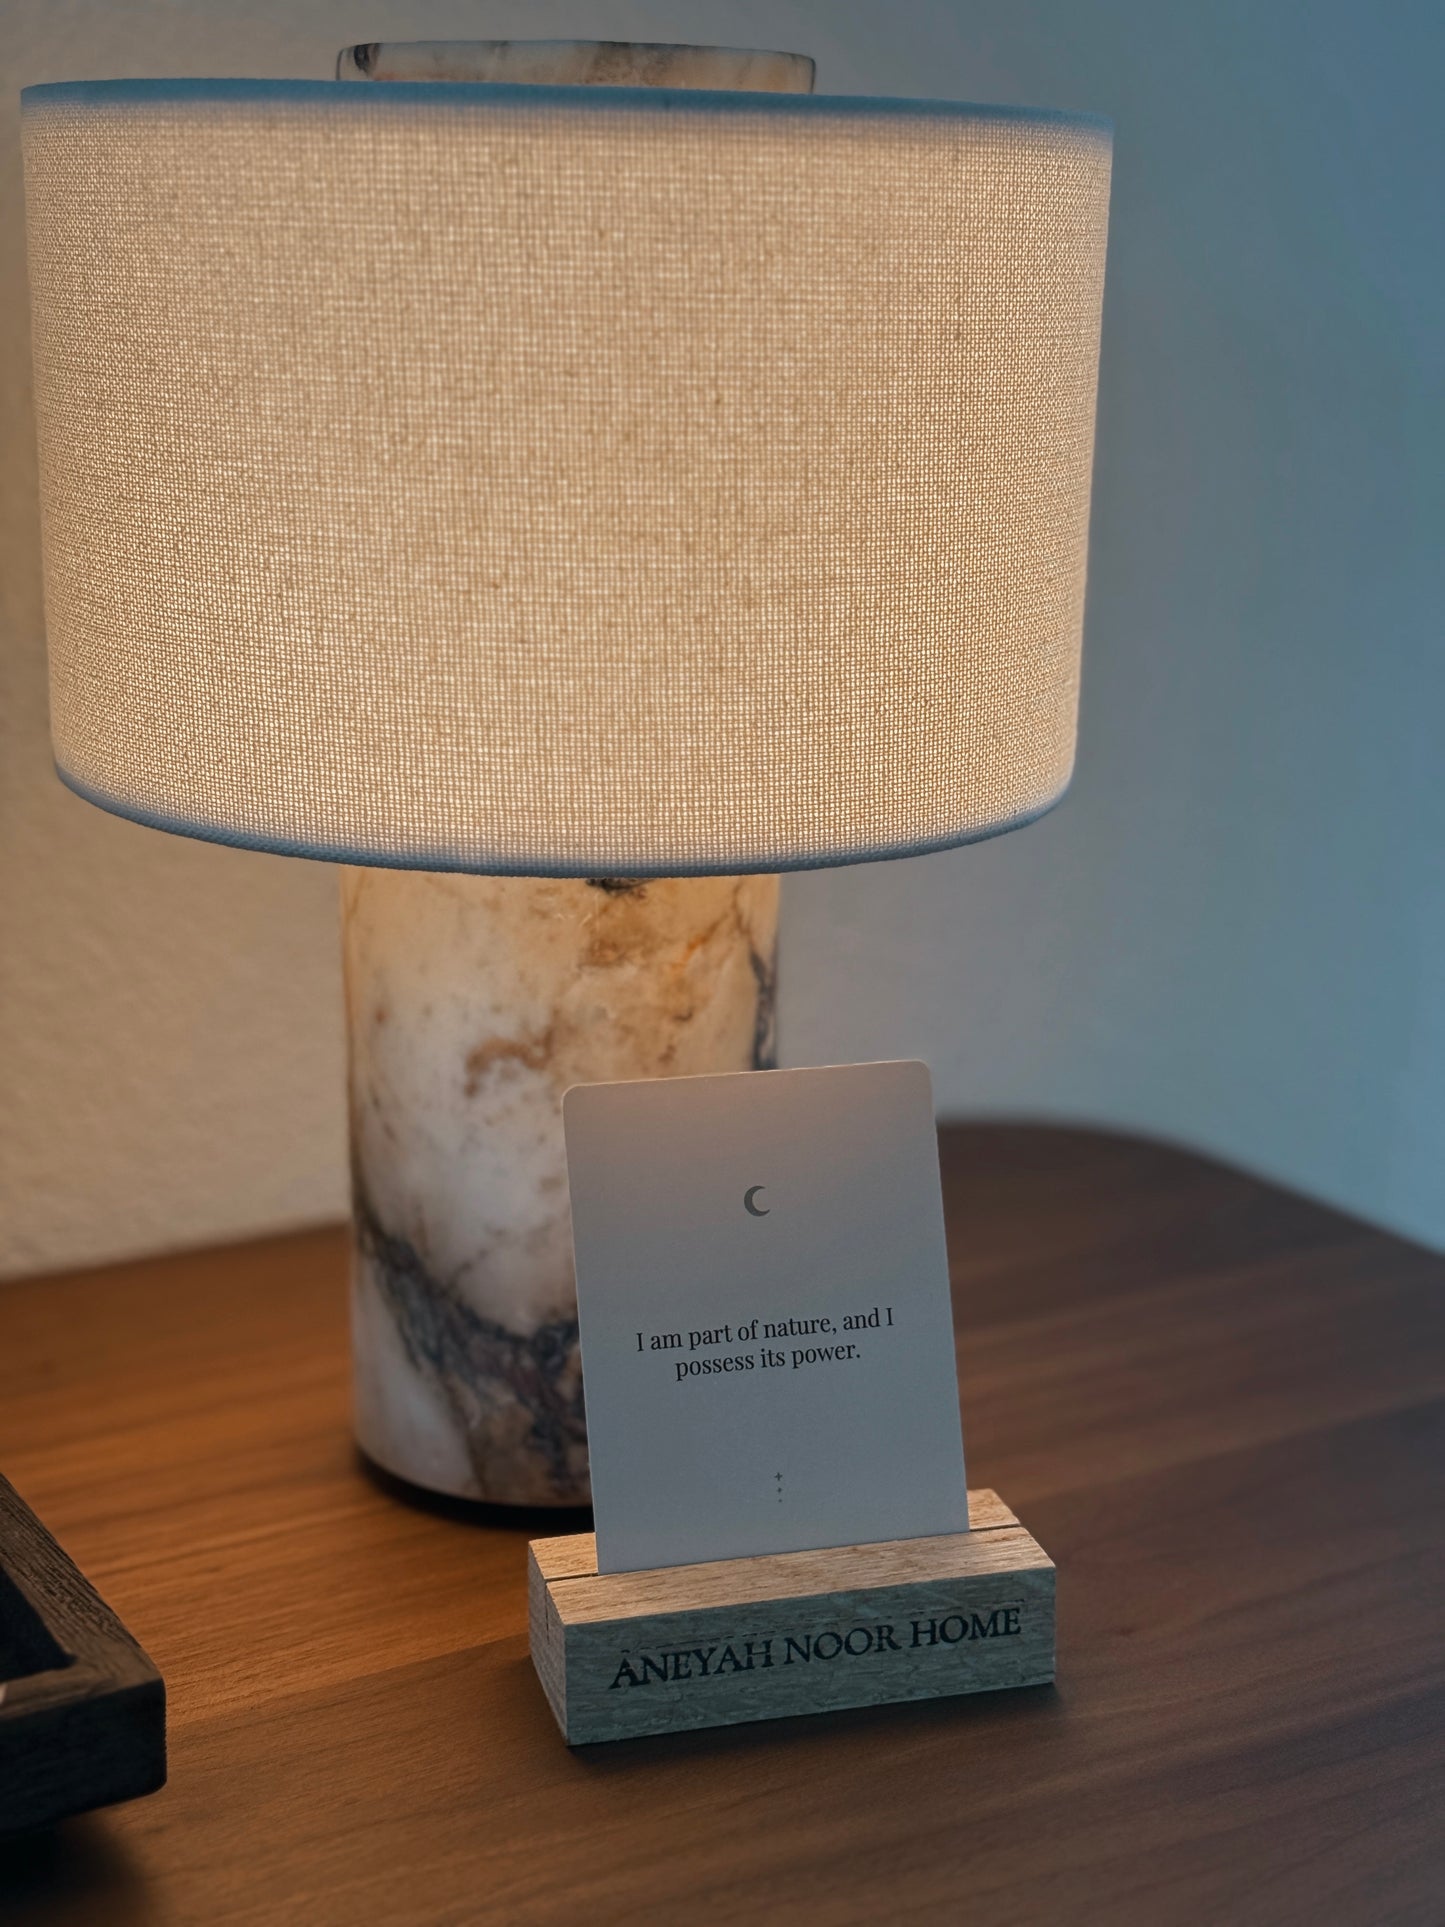 I am part of nature, and I
possess its power.
ANEYAH NOOR HOME